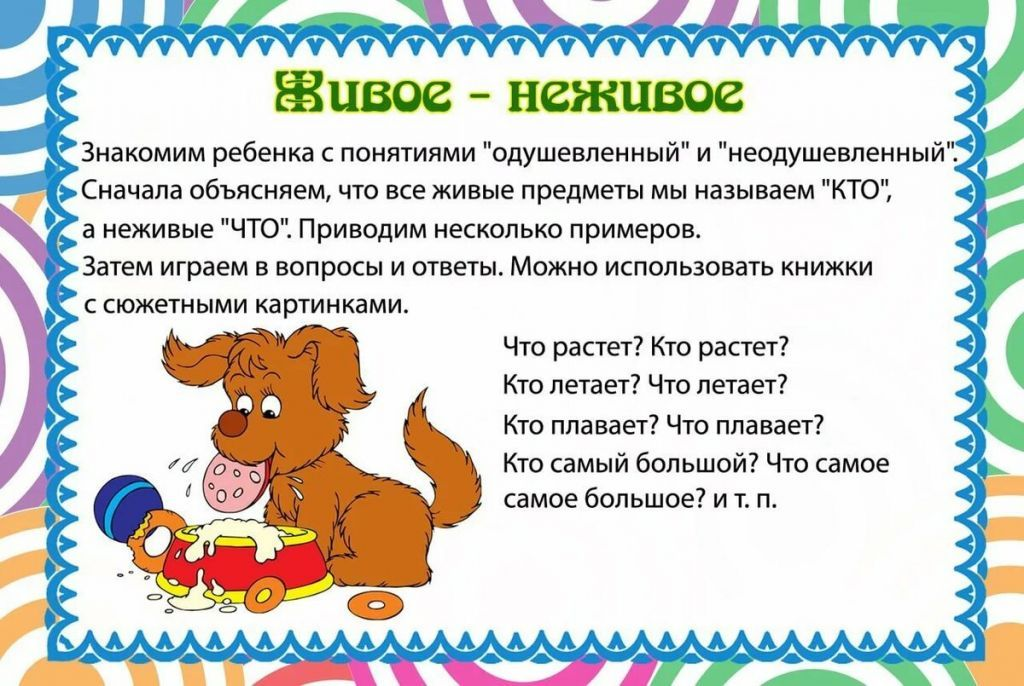 Живое - неживое
Знакомим ребенка с понятиями "одушевленный" и "неодушевленный".
Сначала объясняем, что все живые предметы мы называем "КТО",
а неживые "ЧТО". Приводим несколько примеров.
Затем играем в вопросы и ответы. Можно использовать книжки
с сюжетными картинками.
Что растет? Кто растет?
Кто летает? Что летает?
Кто плавает? Что плавает?
Кто самый большой? Что самое
самое большое? и т. п.